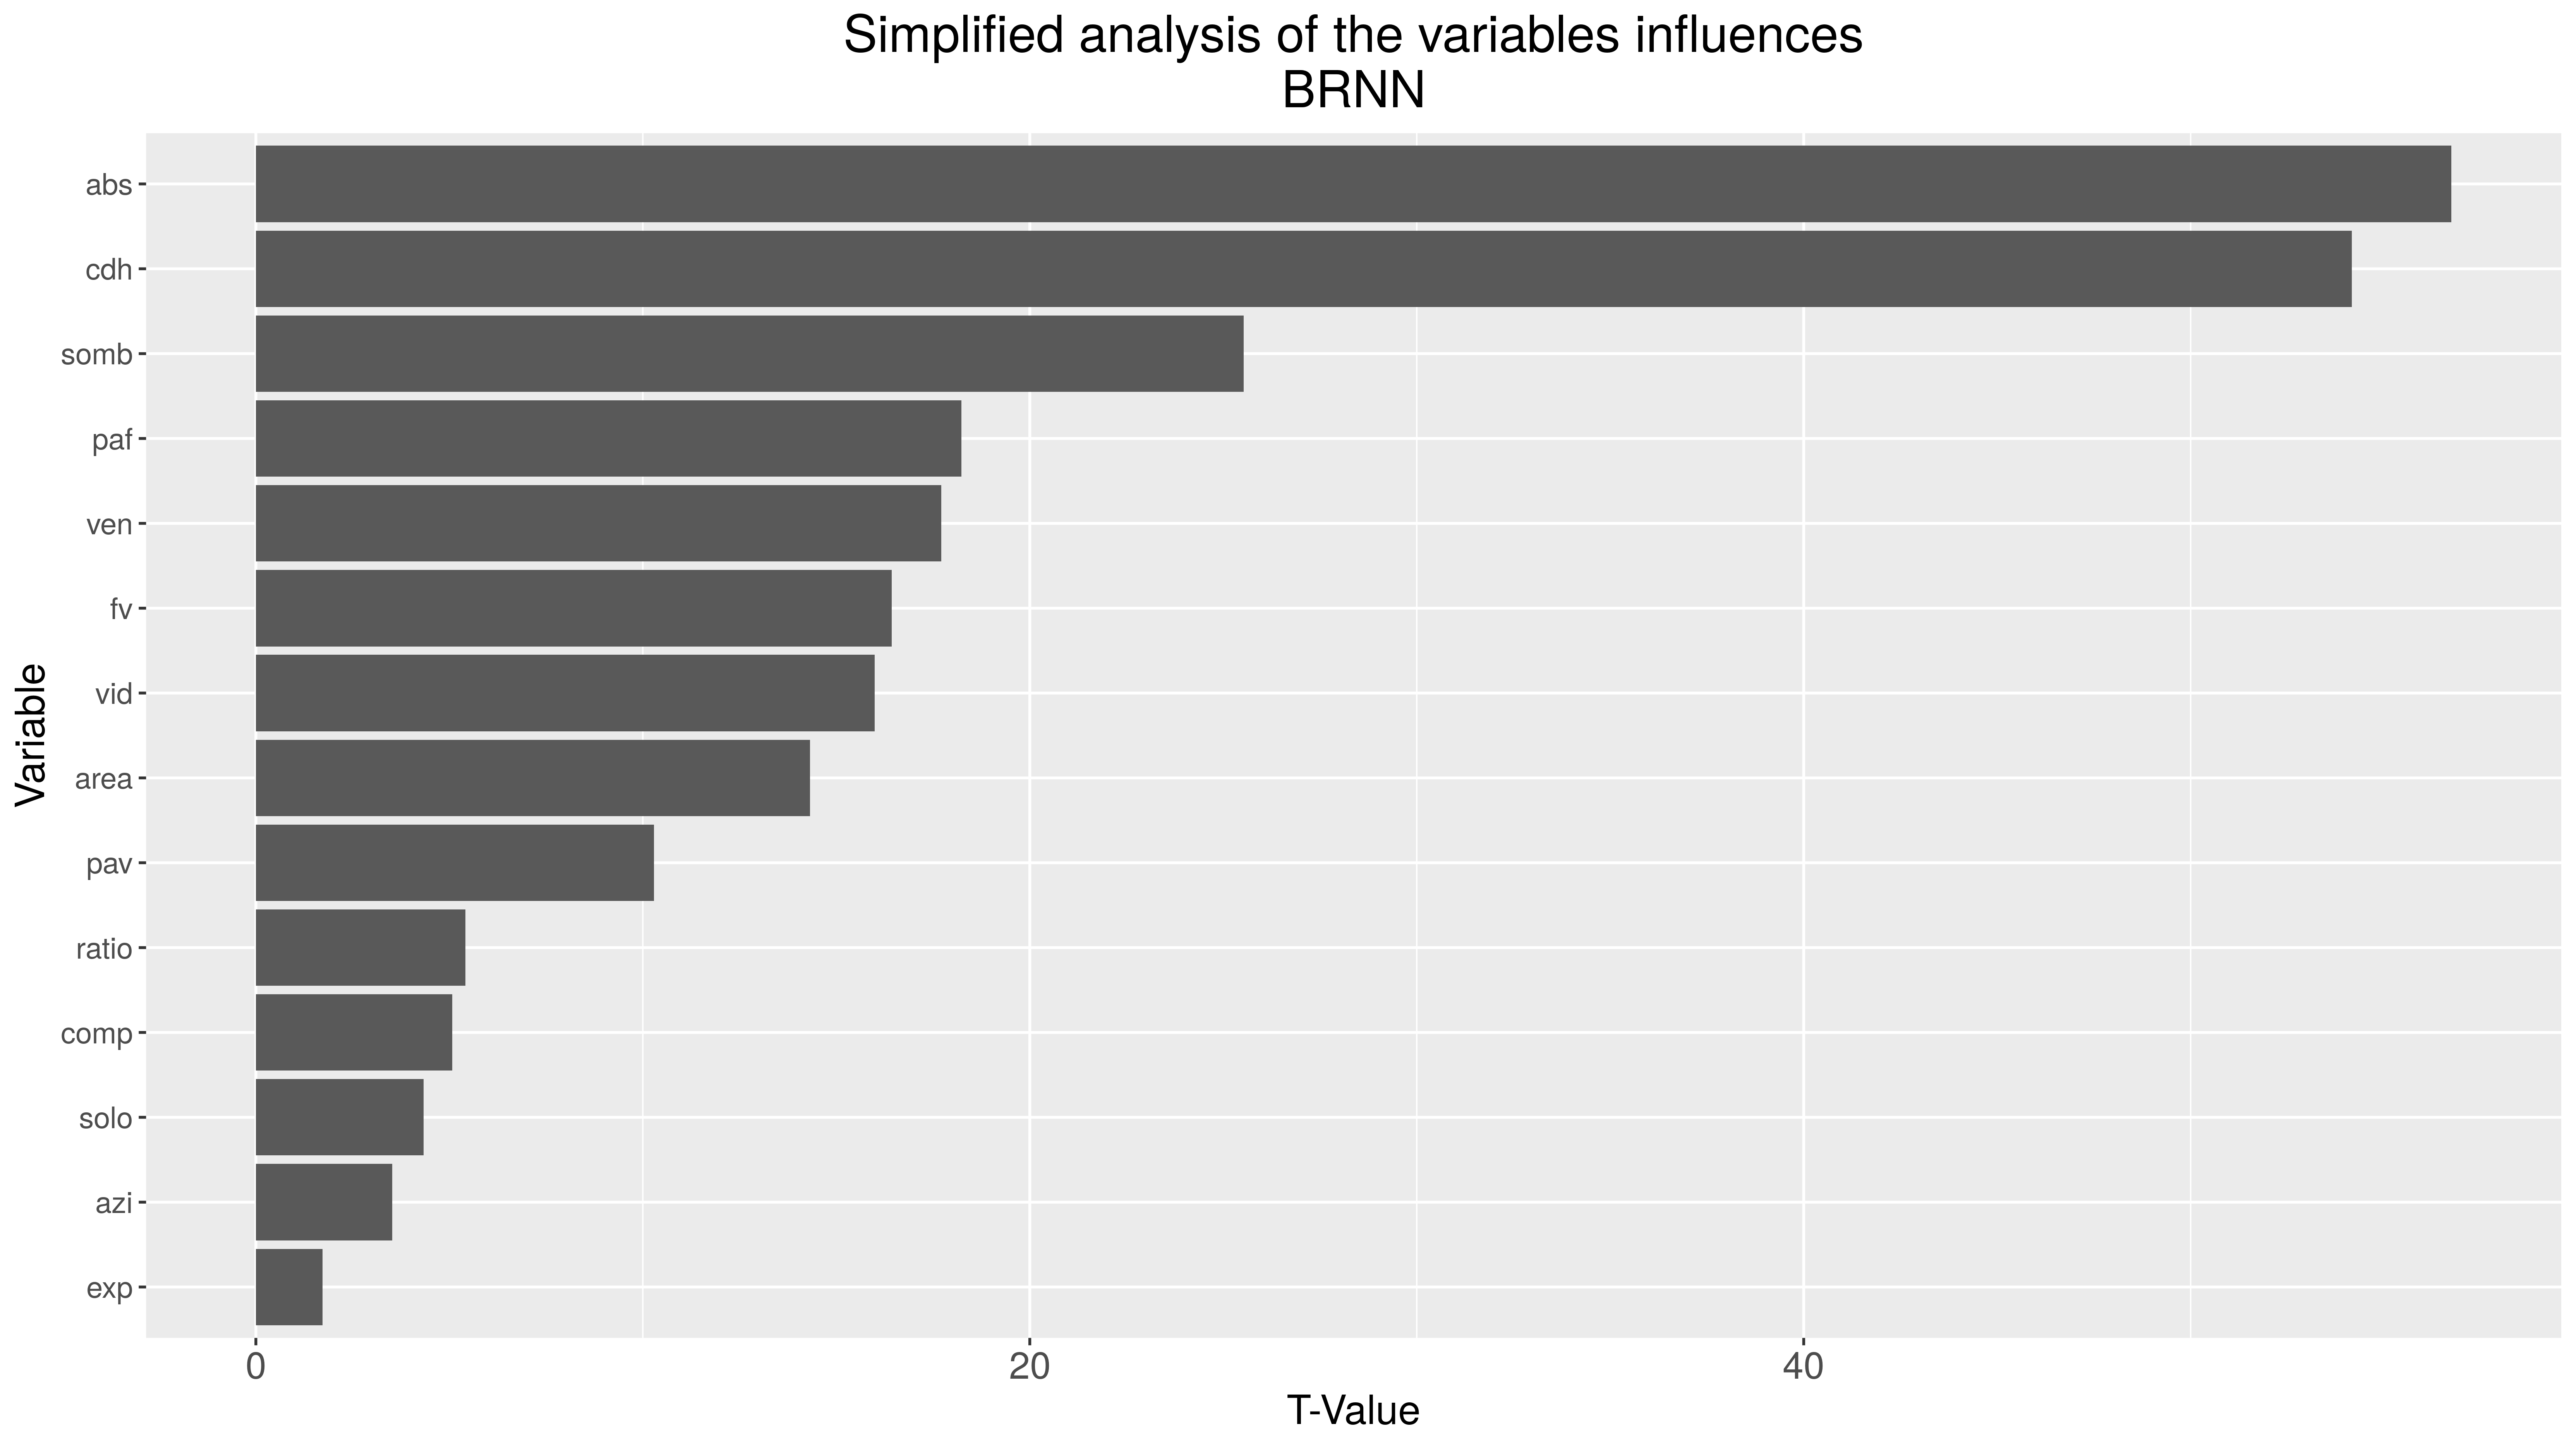 Simplified analysis of the variables influences
BRNN
Variable
abs
cdh
somb
paf
ven
fv
vid
area
pav
ratio
comp
solo
azi
exp
0 20 40
T-Value